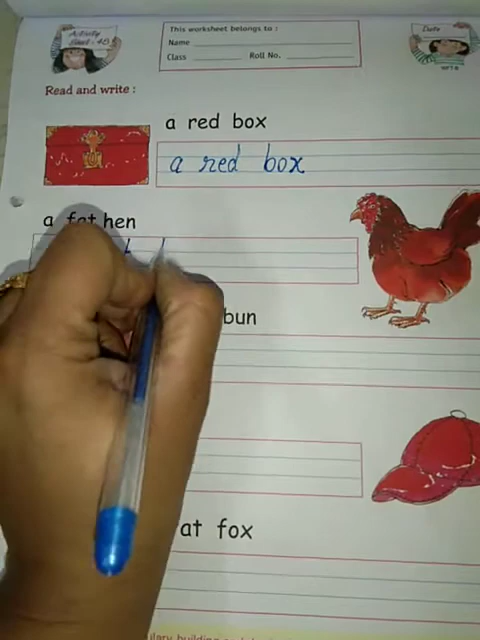 Activity
Sheet - 45
This worksheet belongs to :
Name
Class Roll No.
Date
Read and write :
a red box
a red box
a fat hen
bun
at fox